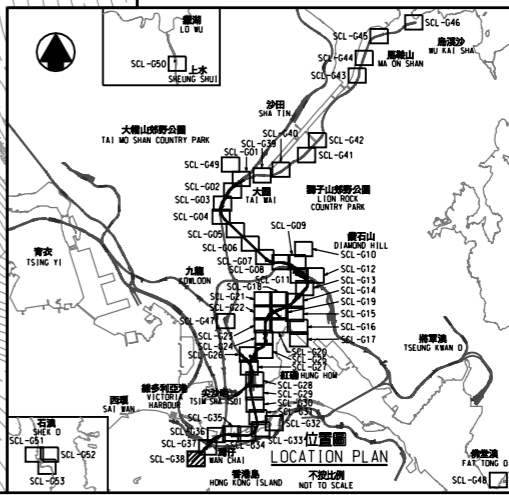 羅湖
LO WU
SCL-G50
上水
SHEUNG SHUI
SCL-G46
SCL-G45
烏溪沙
WU KAI SHA
SCL-G44
馬鞍山
MA ON SHAN
SCL-G43
沙田
SHA TIN
大帽山郊野公園
TAI MO SHAN COUNTRY PARK
SCL-G40
SCL-G39
SCL-G42
SCL-G01
SCL-G41
SCL-G49
SCL-G02
大圍
TAI WAI
獅子山郊野公園
LION ROCK
COUNTRY PARK
SCL-G03
SCL-G04
SCL-G09
SCL-G05
鑽石山
DIAMOND HILL
SCL-G06
SCL-G10
青衣
TSING YI
SCL-G07
SCL-G08
SCL-G12
九龍
KOWLOON
SCL-G11
SCL-G13
SCL-G18
SCL-G14
SCL-G21
SCL-G19
SCL-G22
SCL-G15
SCL-G47
SCL-G16
SCL-G23
SCL-G17
將軍澳
TSEUNG KWAN O
SCL-G24
SCL-G20
SCL-G26
SCL-G25
SCL-G27
維多利亞港
VICTORIA
HARBOUR
尖沙咀
TSIM SHA TSUI
紅磡
HUNG HOM
SCL-G28
SCL-G29
SCL-G30
西環
SAI WAN
SCL-G31
SCL-G35
SCL-G32
SCL-G36
SCL-G33
SCL-G37
SCL-G34
SCL-G38
灣仔
WAN CHAI
香港島
HONG KONG ISLAND
位置圖
LOCATION PLAN
不按比例
NOT TO SCALE
石澳
SHEK O
SCL-G51
SCL-G52
SCL-G53
佛堂澳
FAT TONG O
SCL-G48